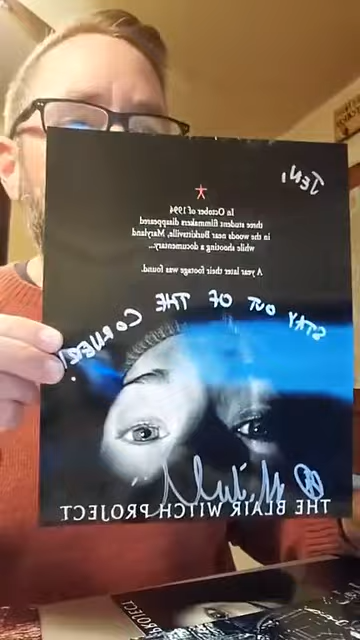 JEN,
In October of 1994
three student filmmakers disappeared
in the woods near Burkittsville, Maryland,
while shooting a documentary...
A year later their footage was found.
STAY OUT OF THE CORNER!
THE BLAIR WITCH PROJECT
PROJECT